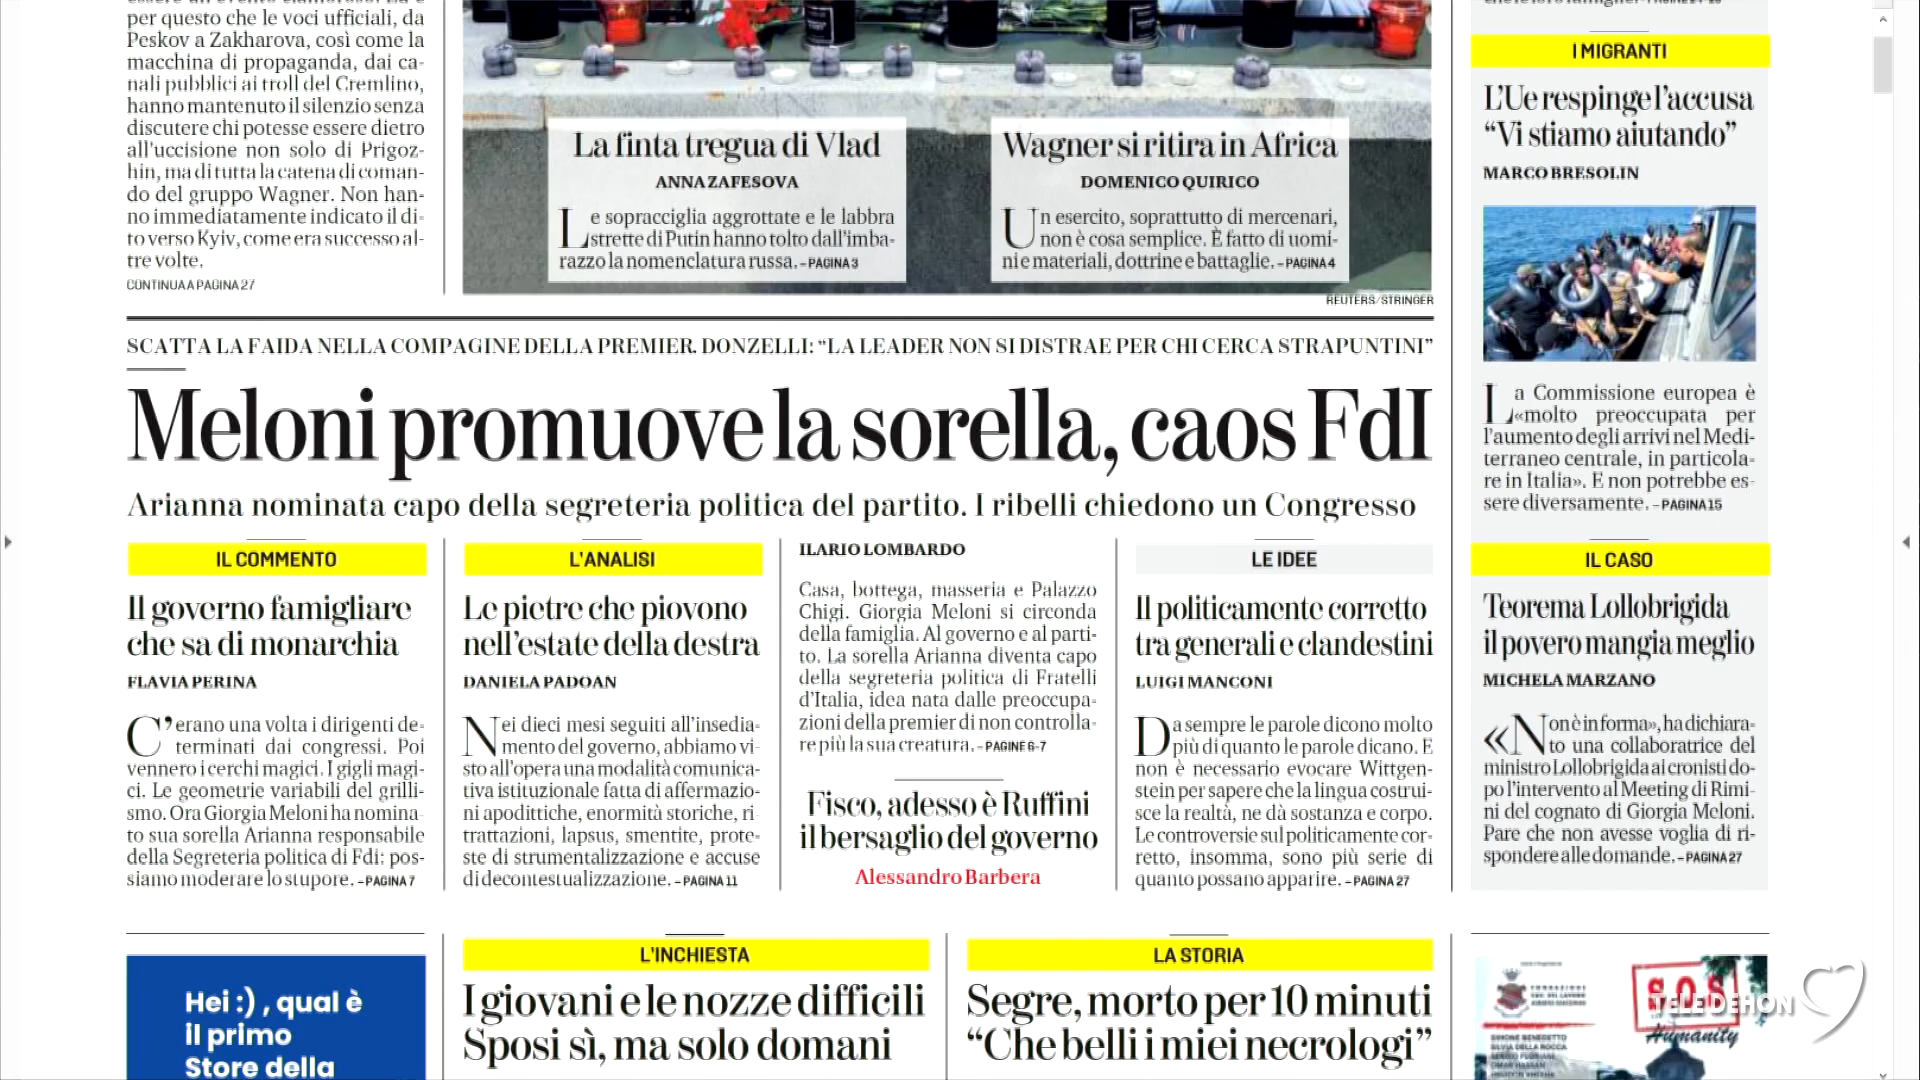 per questo che le voci ufficiali, da
Peskov a Zakharova, così come la
macchina di propaganda, dai ca-
nali pubblici ai troll del Cremlino,
hanno mantenuto il silenzio senza
discutere chi potesse essere dietro
all'uccisione non solo di Prigoz-
hin, ma di tutta la catena di coman-
do del gruppo Wagner. Non han-
no immediatamente indicato il di-
to verso Kyiv, come era successo al-
tre volte.
CONTINUA A PAGINA 27
La finta tregua di Vlad
ANNA ZAFESOVA
Le sopracciglia aggrottate e le labbra
strette di Putin hanno tolto dall'imba-
razzo la nomenclatura russa. – PAGINA 3
Wagner si ritira in Africa
DOMENICO QUIRICO
Un esercito, soprattutto di mercenari,
non è cosa semplice. È fatto di uomi-
ni e materiali, dottrine e battaglie. – PAGINA 4
REUTERS/STRINGER
I MIGRANTI
L'Ue respinge l'accusa
“Vi stiamo aiutando”
MARCO BRESOLIN
La Commissione europea è
«molto preoccupata per
l'aumento degli arrivi nel Medi-
terraneo centrale, in particola-
re in Italia». E non potrebbe es-
sere diversamente. – PAGINA 15
SCATTA LA FAIDA NELLA COMPAGINE DELLA PREMIER. DONZELLI: “LA LEADER NON SI DISTRAE PER CHI CERCA STRAPUNTINI”
Meloni promuove la sorella, caos FdI
Arianna nominata capo della segreteria politica del partito. I ribelli chiedono un Congresso
IL COMMENTO
Il governo famigliare
che sa di monarchia
FLAVIA PERINA
C'erano una volta i dirigenti de-
terminati dai congressi. Poi
vennero i cerchi magici. I gigli magi-
ci. Le geometrie variabili del grilli-
smo. Ora Giorgia Meloni ha nomina-
to sua sorella Arianna responsabile
della Segreteria politica di Fdi: pos-
siamo moderare lo stupore. – PAGINA 7
L'ANALISI
Le pietre che piovono
nell'estate della destra
DANIELA PADOAN
Nei dieci mesi seguiti all'insedia-
mento del governo, abbiamo vi-
sto all'opera una modalità comunica-
tiva istituzionale fatta di affermazio-
ni apodittiche, enormità storiche, ri-
trattazioni, lapsus, smentite, prote-
ste di strumentalizzazione e accuse
di decontestualizzazione. – PAGINA 11
ILARIO LOMBARDO
Casa, bottega, masseria e Palazzo
Chigi. Giorgia Meloni si circonda
della famiglia. Al governo e al parti-
to. La sorella Arianna diventa capo
della segreteria politica di Fratelli
d'Italia, idea nata dalle preoccupa-
zioni della premier di non controlla-
re più la sua creatura. – PAGINE 6-7
Fisco, adesso è Ruffini
il bersaglio del governo
Alessandro Barbera
LE IDEE
Il politicamente corretto
tra generali e clandestini
LUIGI MANCONI
Da sempre le parole dicono molto
più di quanto le parole dicano. E
non è necessario evocare Wittgen-
stein per sapere che la lingua costrui-
sce la realtà, ne dà sostanza e corpo.
Le controversie sul politicamente cor-
retto, insomma, sono più serie di
quanto possano apparire. – PAGINA 27
IL CASO
Teorema Lollobrigida
il povero mangia meglio
MICHELA MARZANO
«Non è in forma», ha dichiara-
to una collaboratrice del
ministro Lollobrigida ai cronisti do-
po l'intervento al Meeting di Rimi-
ni del cognato di Giorgia Meloni.
Pare che non avesse voglia di ri-
spondere alle domande. – PAGINA 27
Hei :) , qual è
il primo
Store della
L'INCHIESTA
I giovani e le nozze difficili
Sposi sì, ma solo domani
LA STORIA
Segre, morto per 10 minuti
“Che belli i miei necrologi”
S.O.S
Humanity
TELE DEHON